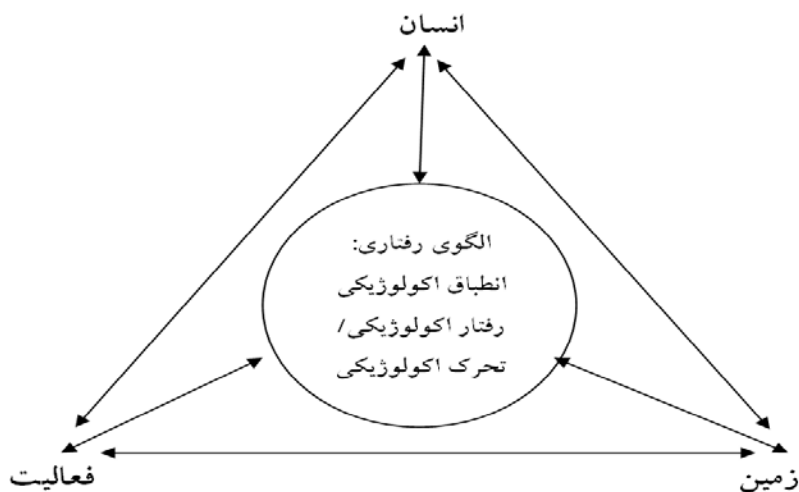 انسان
الگوی رفتاری:
انطباق اکولوژیکی
رفتار اکولوژیکی/
تحرک اکولوژیکی
زمین
فعالیت